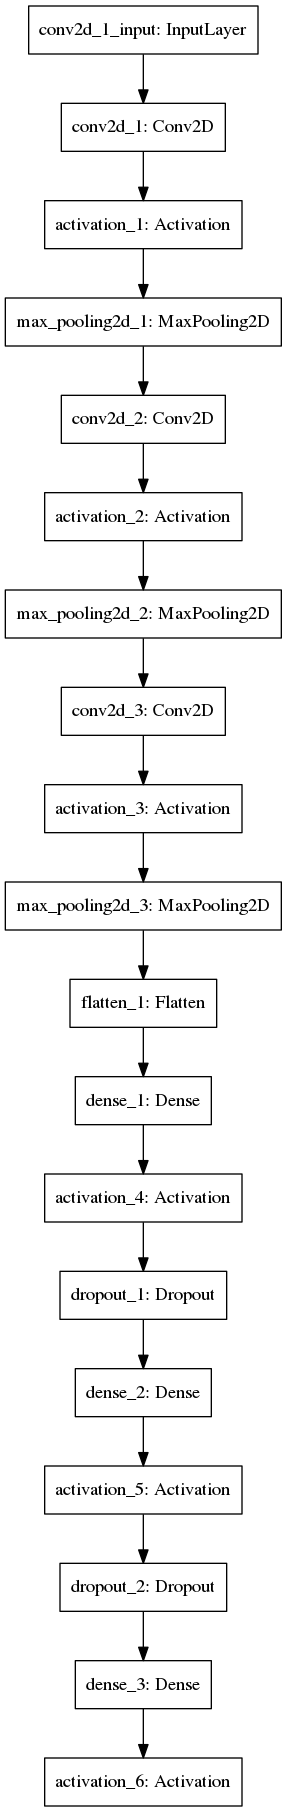 conv2d_1_input: InputLayer
conv2d_1: Conv2D
activation_1: Activation
max_pooling2d_1: MaxPooling2D
conv2d_2: Conv2D
activation_2: Activation
max_pooling2d_2: MaxPooling2D
conv2d_3: Conv2D
activation_3: Activation
max_pooling2d_3: MaxPooling2D
flatten_1: Flatten
dense_1: Dense
activation_4: Activation
dropout_1: Dropout
dense_2: Dense
activation_5: Activation
dropout_2: Dropout
dense_3: Dense
activation_6: Activation